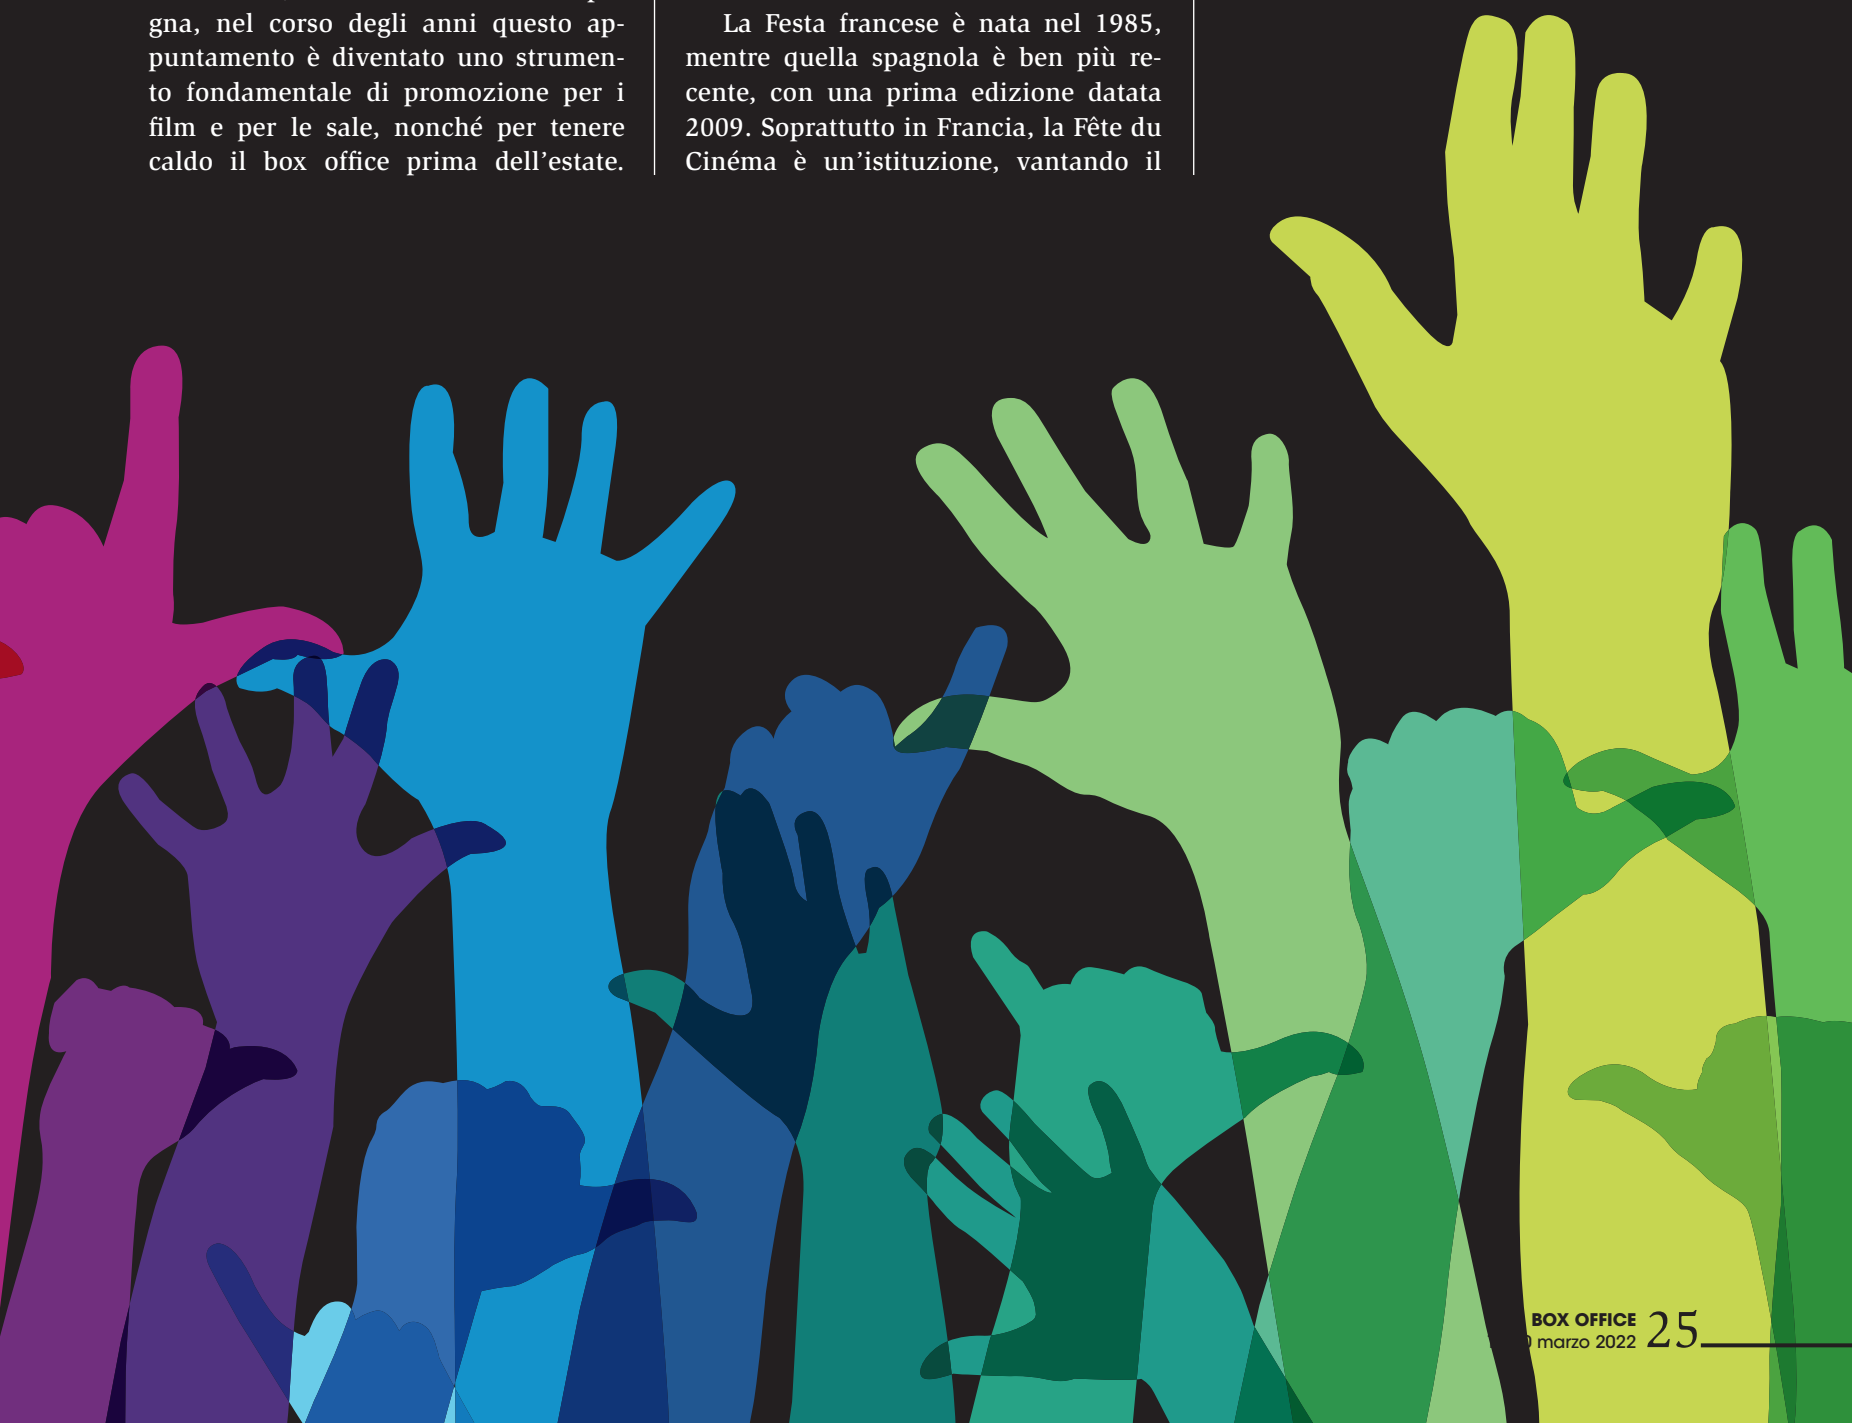 gna, nel corso degli anni questo ap-
puntamento è diventato uno strumen-
to fondamentale di promozione per i
film e per le sale, nonché per tenere
caldo il box office prima dell'estate.
La Festa francese è nata nel 1985,
mentre quella spagnola è ben più re-
cente, con una prima edizione datata
2009. Soprattutto in Francia, la Fête du
Cinéma è un'istituzione, vantando il
BOX OFFICE
marzo 2022 25